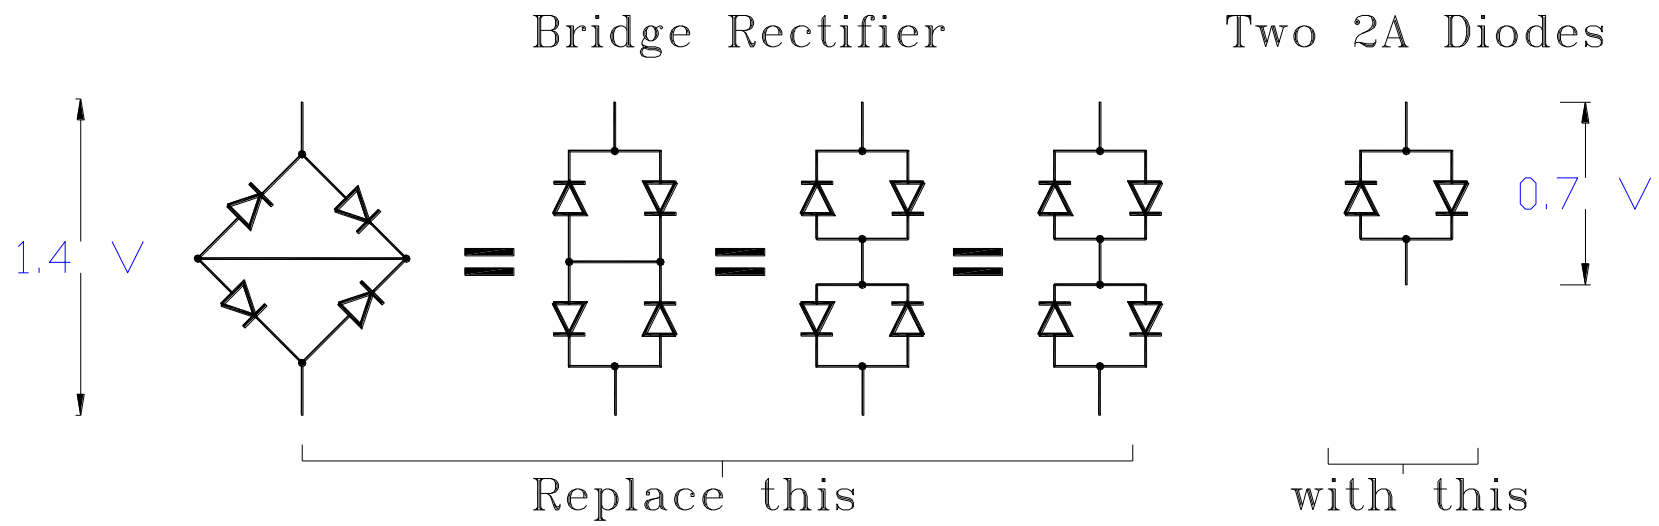 Bridge Rectifier
Two 2A Diodes
1.4 V
0.7 V
Replace this
with this